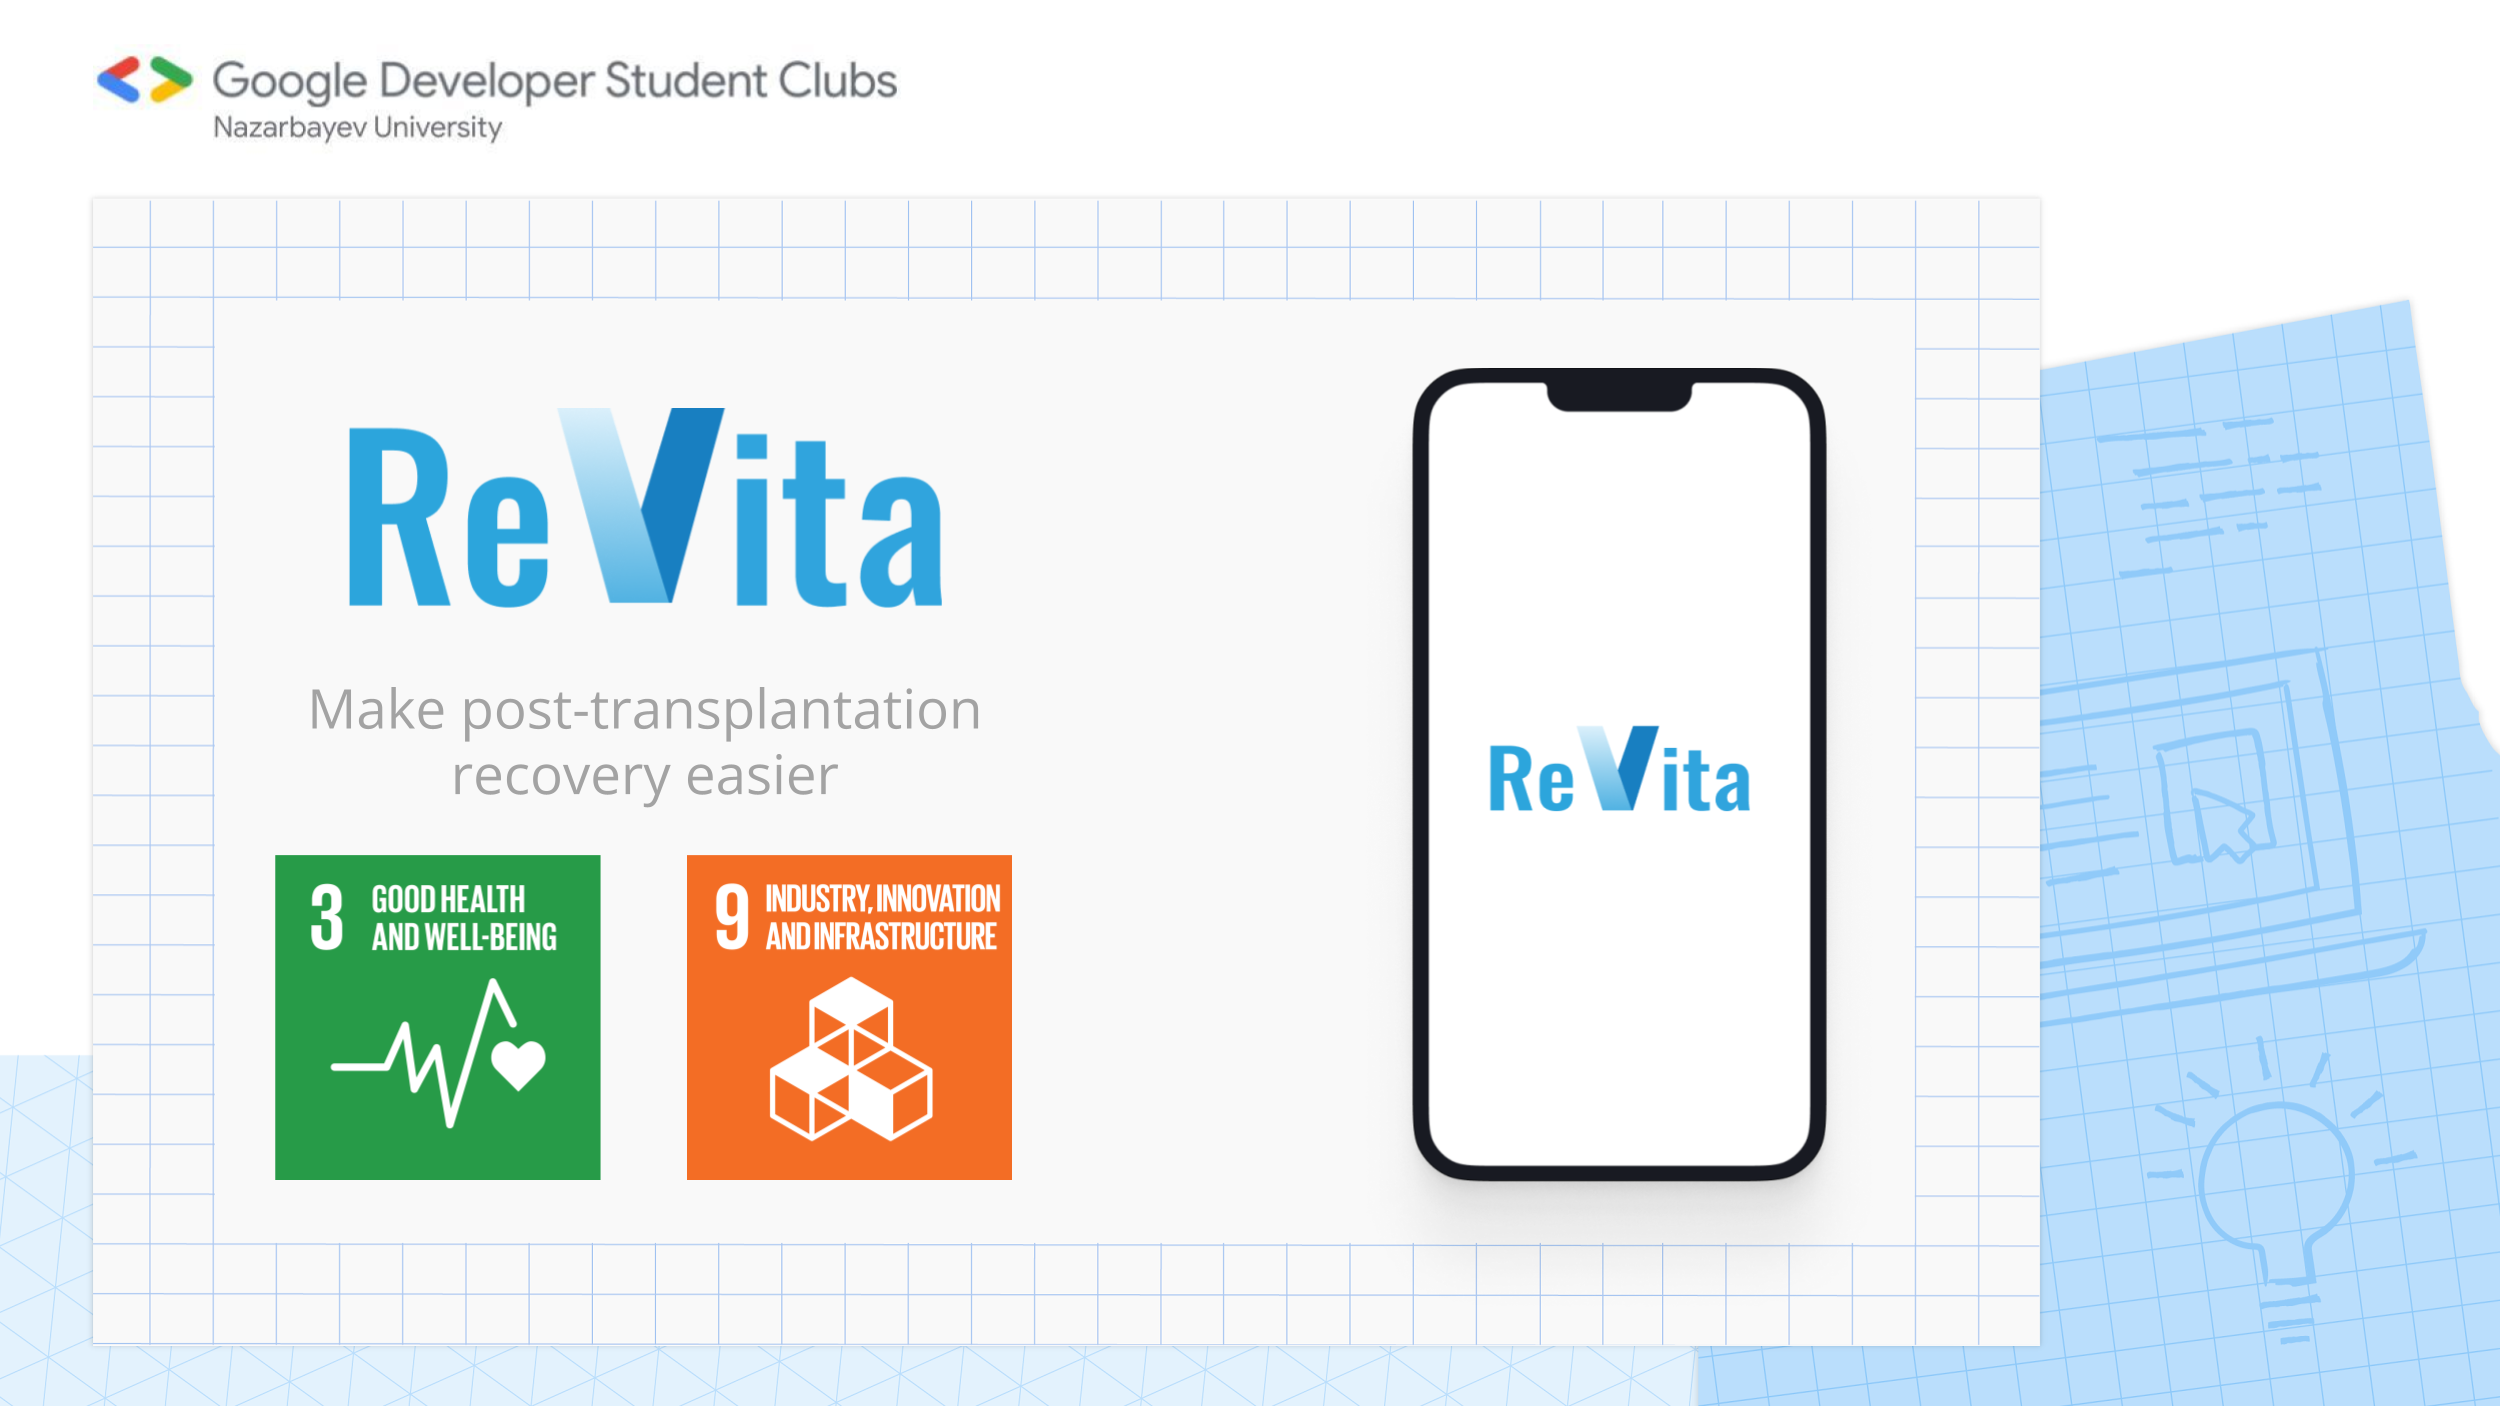 Google Developer Student Clubs
Nazarbayev University
ReVita
Make post-transplantation
recovery easier
3 GOOD HEALTH
AND WELL-BEING
9 INDUSTRY, INNOVATION
AND INFRASTRUCTURE
ReVita